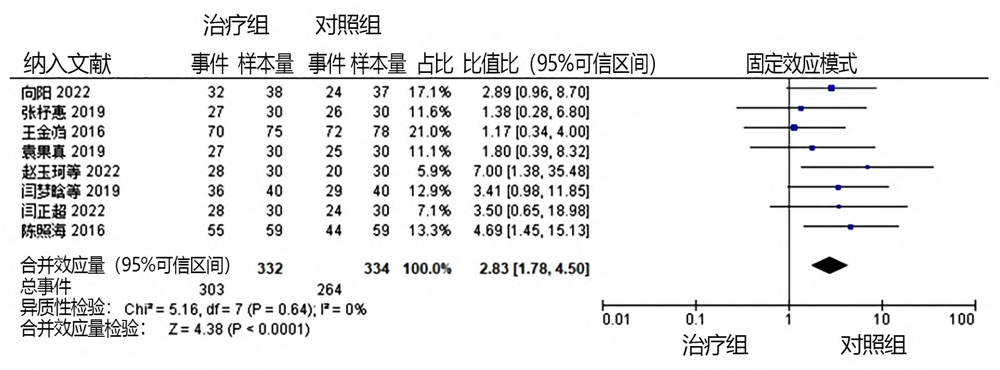 治疗组 对照组
纳入文献 事件 样本量 事件 样本量 占比 比值比（95%可信区间） 固定效应模式
向阳 2022 32 38 24 37 17.1% 2.89 [0.96, 8.70]
张杍惠 2019 27 30 26 30 11.6% 1.38 [0.28, 6.80]
王金 2016 70 75 72 78 21.0% 1.17 [0.34, 4.00]
袁果真 2019 27 30 25 30 11.1% 1.80 [0.39, 8.32]
赵玉珂等 2022 28 30 20 30 5.9% 7.00 [1.38, 35.48]
闫梦晗等 2019 36 40 29 40 12.9% 3.41 [0.98, 11.85]
闫正超 2022 28 30 24 30 7.1% 3.50 [0.65, 18.98]
陈照海 2016 55 59 44 59 13.3% 4.69 [1.45, 15.13]
合并效应量（95%可信区间） 332 334 100.0% 2.83 [1.78, 4.50]
总事件 303 264
异质性检验： Chi² = 5.16, df = 7 (P = 0.64); I² = 0%
合并效应量检验： Z = 4.38 (P < 0.0001)
0.01 0.1 1 10 100
治疗组 对照组